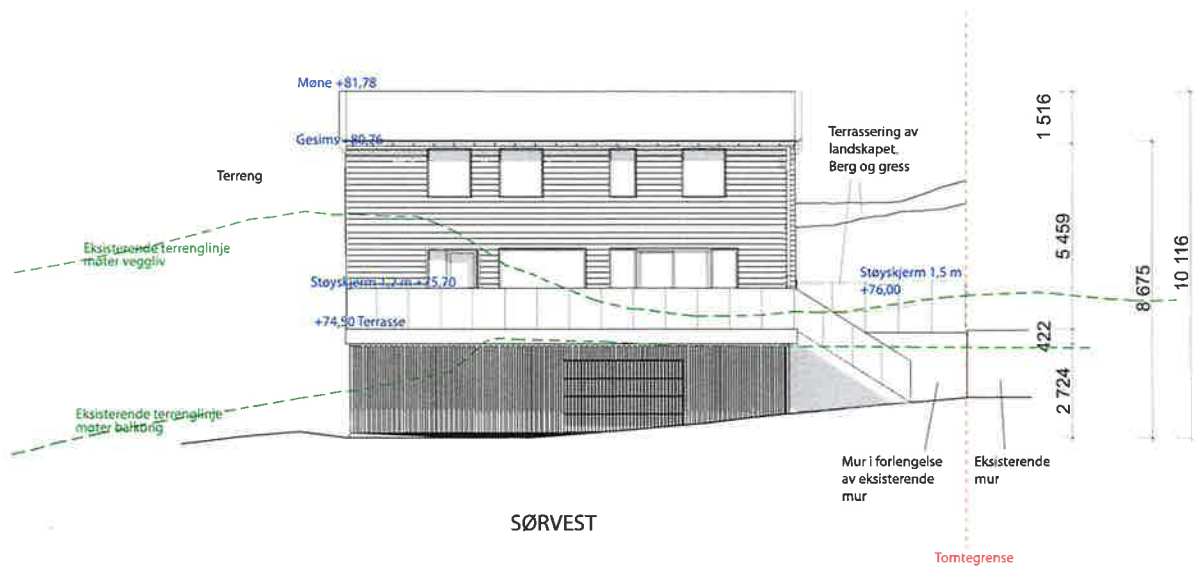 Møne +81,78
Gesims +80,76
Terreng
Terrassering av
landskapet.
Berg og gress
Eksisterende terrenglinje
møter veggliv
Støyskjerm 1,2 m +75,70
Støyskjerm 1,5 m
+76,00
+74,50 Terrasse
Eksisterende terrenglinje
møter balkong
Mur i forlengelse
av eksisterende
mur
Eksisterende
mur
SØRVEST
Tomtegrense
1 516
5 459
422
2 724
8 675
10 116